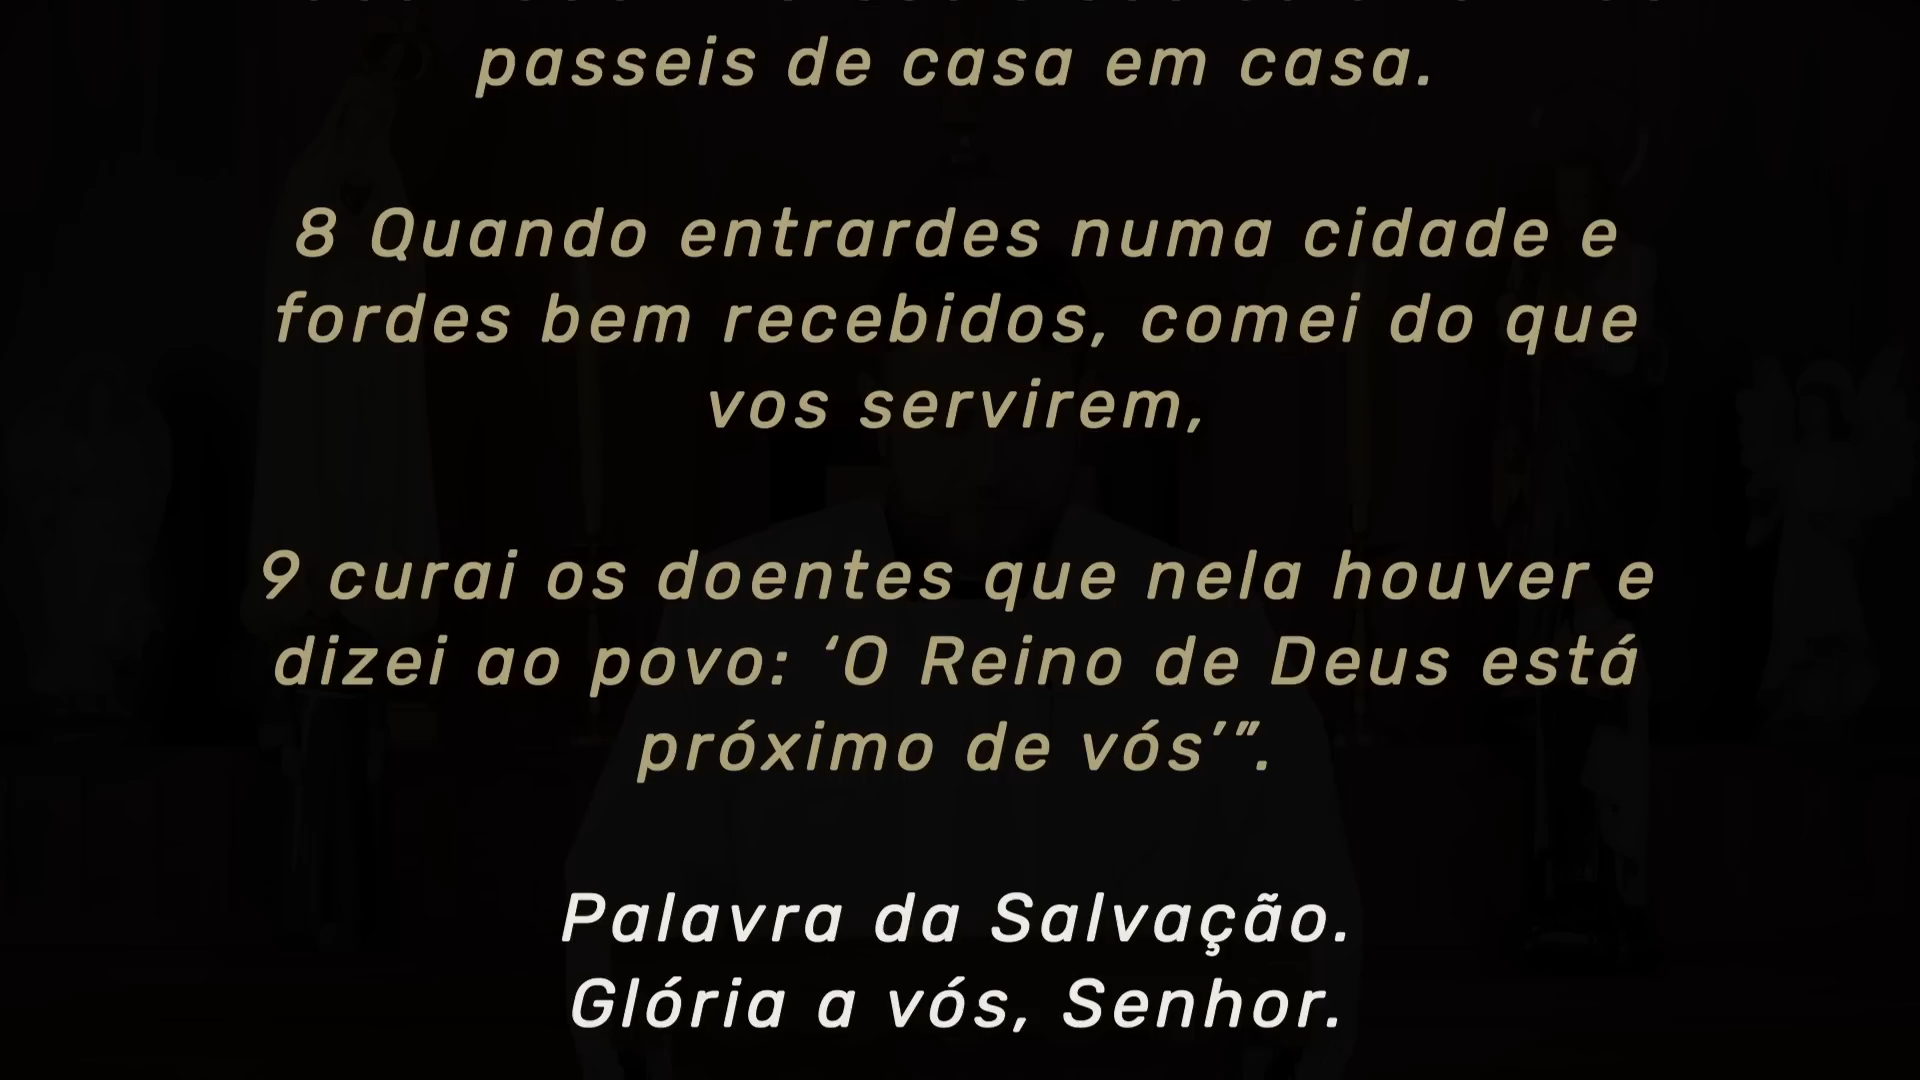 passeis de casa em casa.
8 Quando entrardes numa cidade e
fordes bem recebidos, comei do que
vos servirem,
9 curai os doentes que nela houver e
dizei ao povo: ‘O Reino de Deus está
próximo de vós’”.
Palavra da Salvação.
Glória a vós, Senhor.